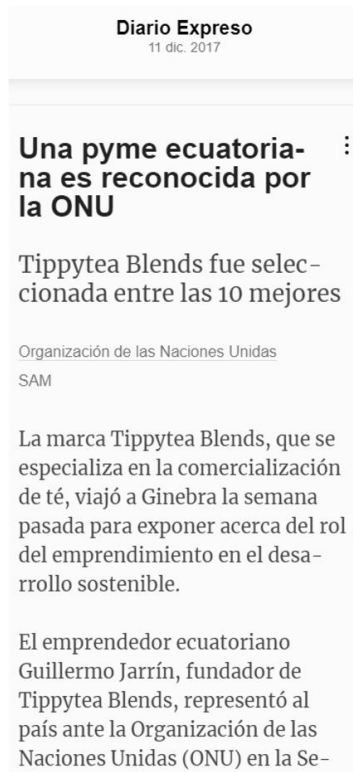 Diario Expreso
11 dic. 2017
Una pyme ecuatoria-
na es reconocida por
la ONU
Tippytea Blends fue selec-
cionada entre las 10 mejores
Organización de las Naciones Unidas
SAM
La marca Tippytea Blends, que se
especializa en la comercialización
de té, viajó a Ginebra la semana
pasada para exponer acerca del rol
del emprendimiento en el desa-
rrollo sostenible.
El emprendedor ecuatoriano
Guillermo Jarrín, fundador de
Tippytea Blends, representó al
país ante la Organización de las
Naciones Unidas (ONU) en la Se-